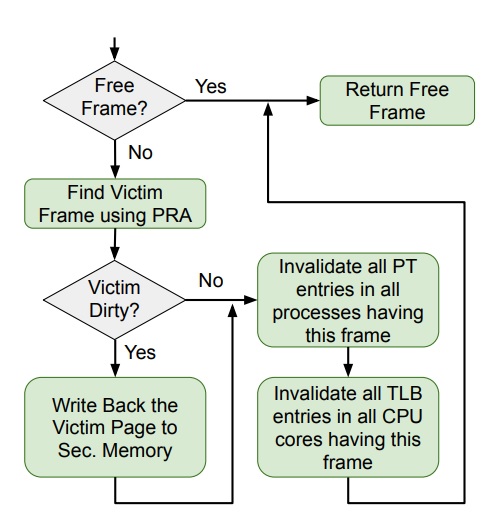 Free
Frame?
Yes
Return Free
Frame
No
Find Victim
Frame using PRA
Victim
Dirty?
No
Invalidate all PT
entries in all
processes having
this frame
Yes
Write Back the
Victim Page to
Sec. Memory
Invalidate all TLB
entries in all CPU
cores having this
frame